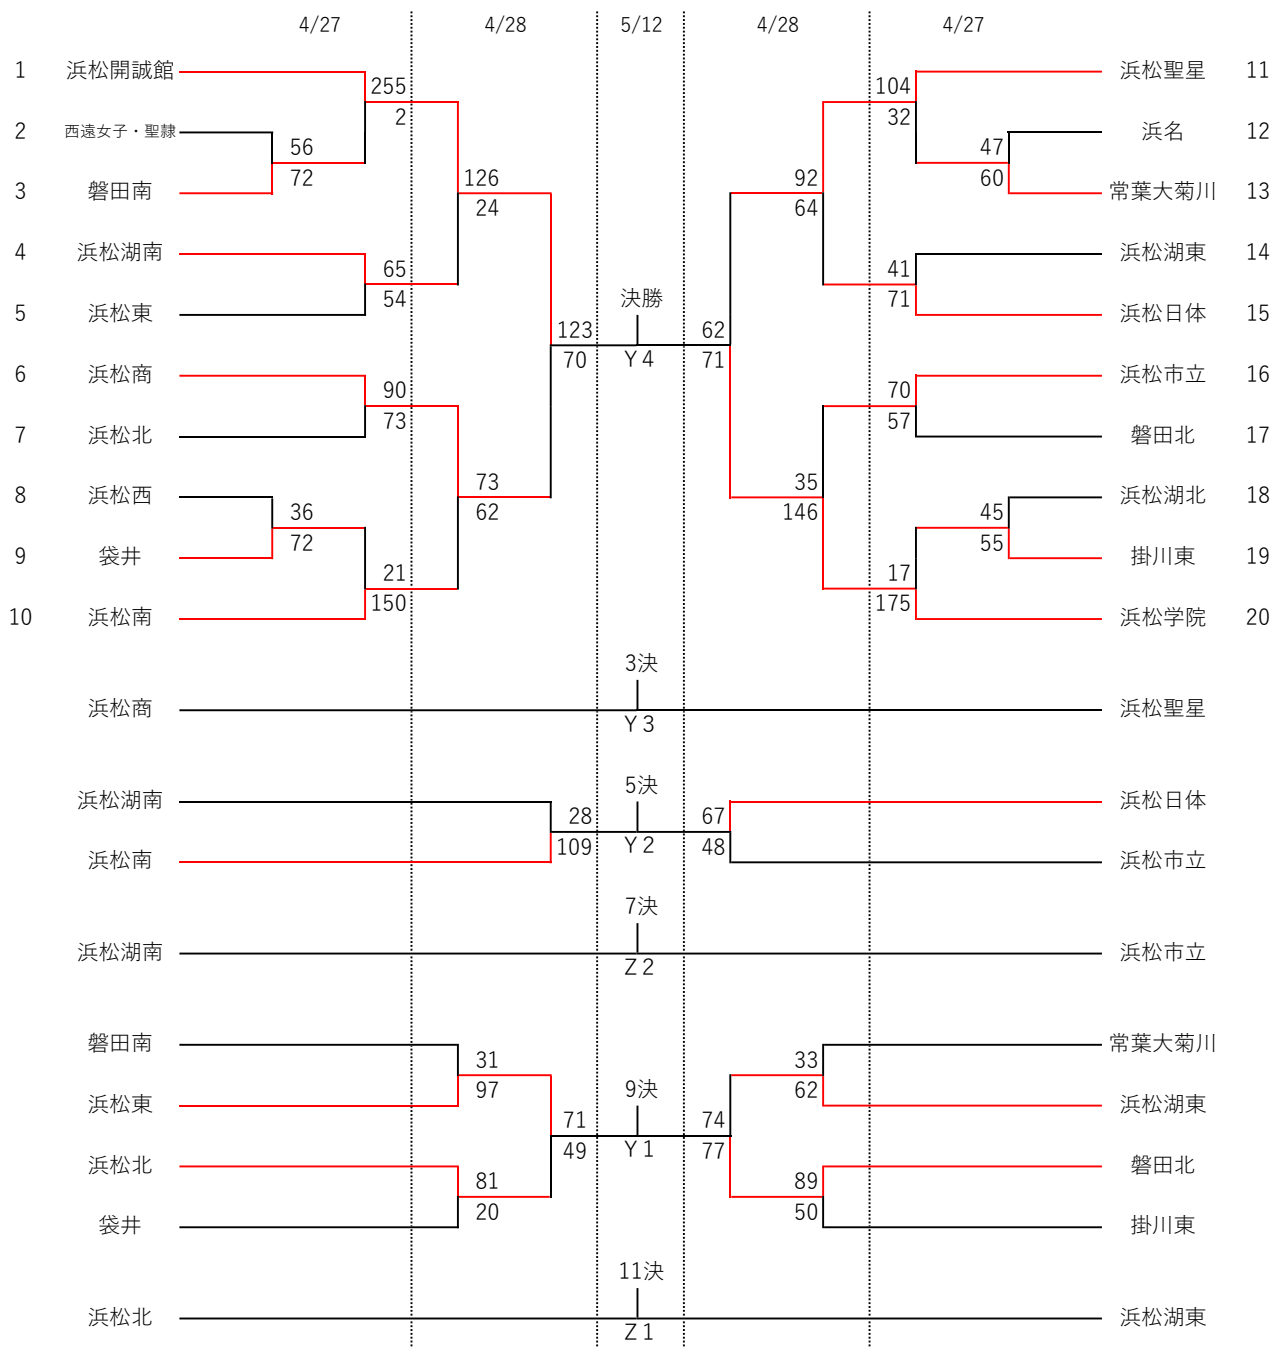 4/27 4/28 5/12 4/28 4/27
1 浜松開誠館 浜松聖星 11
255 104
2 32
2 西遠女子・聖隷 浜名 12
56 47
72 126 92 60
3 磐田南 24 64 常葉大菊川 13
4 浜松湖南 浜松湖東 14
65 41
54 決勝 71
5 浜松東 浜松日体 15
123 62
70 Y4 71
6 浜松商 浜松市立 16
90 70
73 57
7 浜松北 磐田北 17
73 35
8 浜松西 浜松湖北 18
36 62 146 45
72 55
9 袋井 掛川東 19
21 17
150 175
10 浜松南 浜松学院 20
3決
浜松商 浜松聖星
Y3
5決
浜松湖南 浜松日体
28 67
109 Y2 48
浜松南 浜松市立
7決
浜松湖南 浜松市立
Z2
磐田南 常葉大菊川
31 33
97 9決 62
浜松東 浜松湖東
71 74
49 Y1 77
浜松北 磐田北
81 89
20 50
袋井 掛川東
11決
浜松北 浜松湖東
Z1